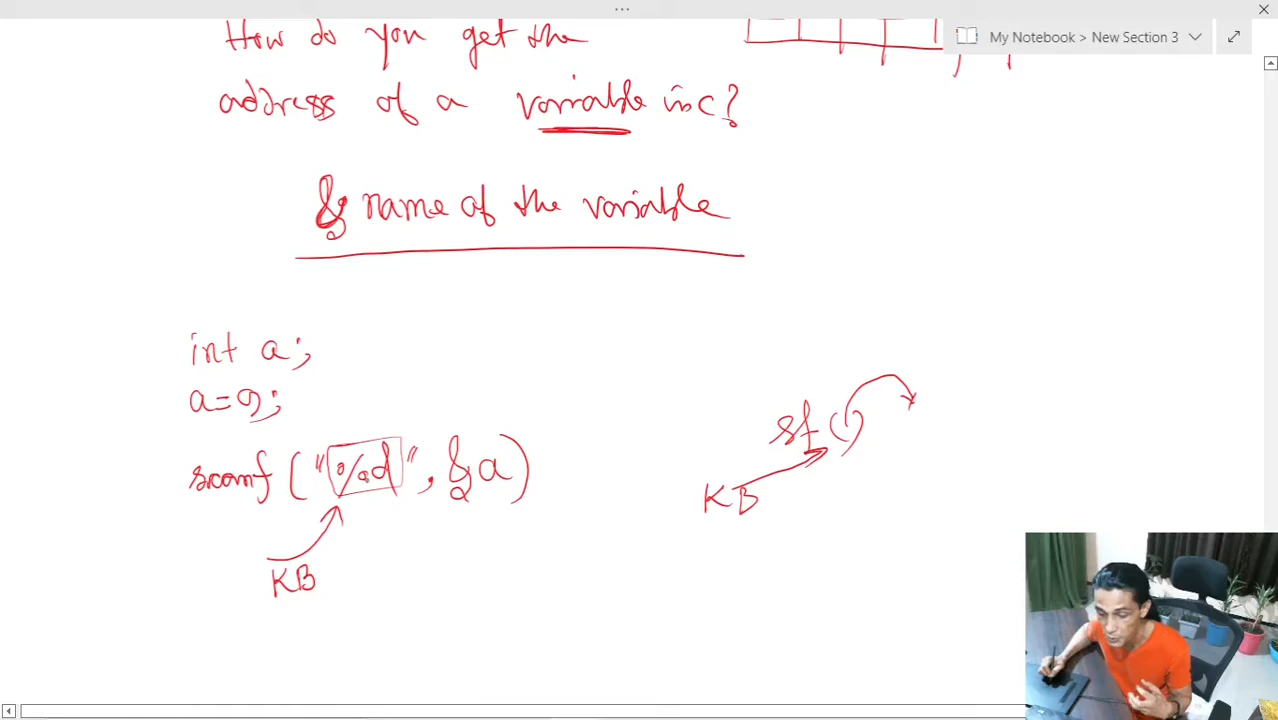 ...
My Notebook > New Section 3
How do you get the
address of a variable in c?
& name of the variable
int a;
a=9;
scanf ("%d", &a)
KB
sf ()
KB